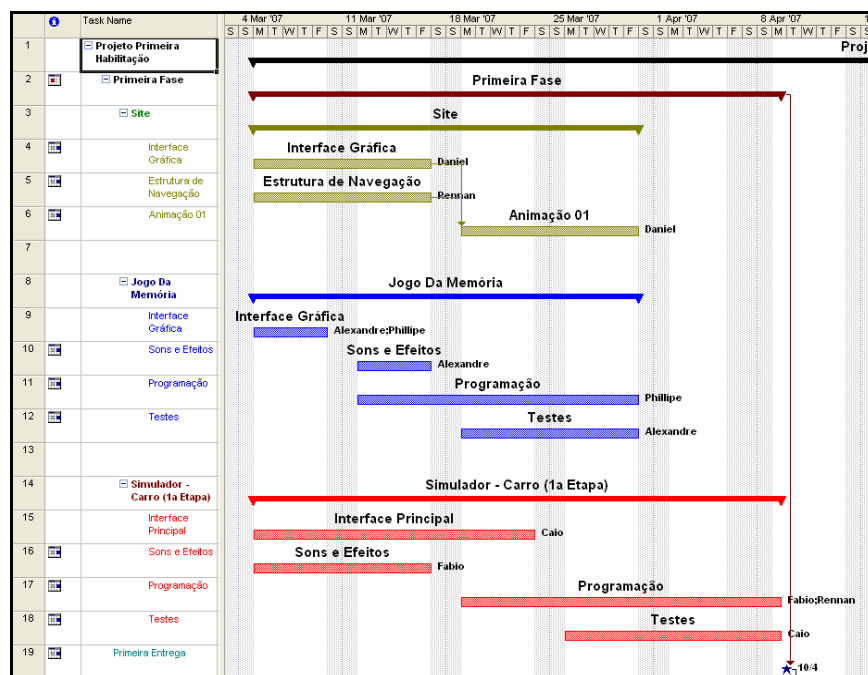 Task Name
4 Mar '07 11 Mar '07 18 Mar '07 25 Mar '07 1 Apr '07 8 Apr '07
S S M T W T F S S M T W T F S S M T W T F S S M T W T F S S M T W T F S S M T W T F S
1 Projeto Primeira Habilitação
2 Primeira Fase
Primeira Fase
3 Site
Site
4 Interface Gráfica
Interface Gráfica
Daniel
5 Estrutura de Navegação
Estrutura de Navegação
Rennan
6 Animação 01
Animação 01
Daniel
7
8 Jogo Da Memória
Jogo Da Memória
9 Interface Gráfica
Interface Gráfica
Alexandre;Phillipe
10 Sons e Efeitos
Sons e Efeitos
Alexandre
11 Programação
Programação
Phillipe
12 Testes
Testes
Alexandre
13
14 Simulador - Carro (1a Etapa)
Simulador - Carro (1a Etapa)
15 Interface Principal
Interface Principal
Caio
16 Sons e Efeitos
Sons e Efeitos
Fabio
17 Programação
Programação
Fabio;Rennan
18 Testes
Testes
Caio
19 Primeira Entrega
10/4